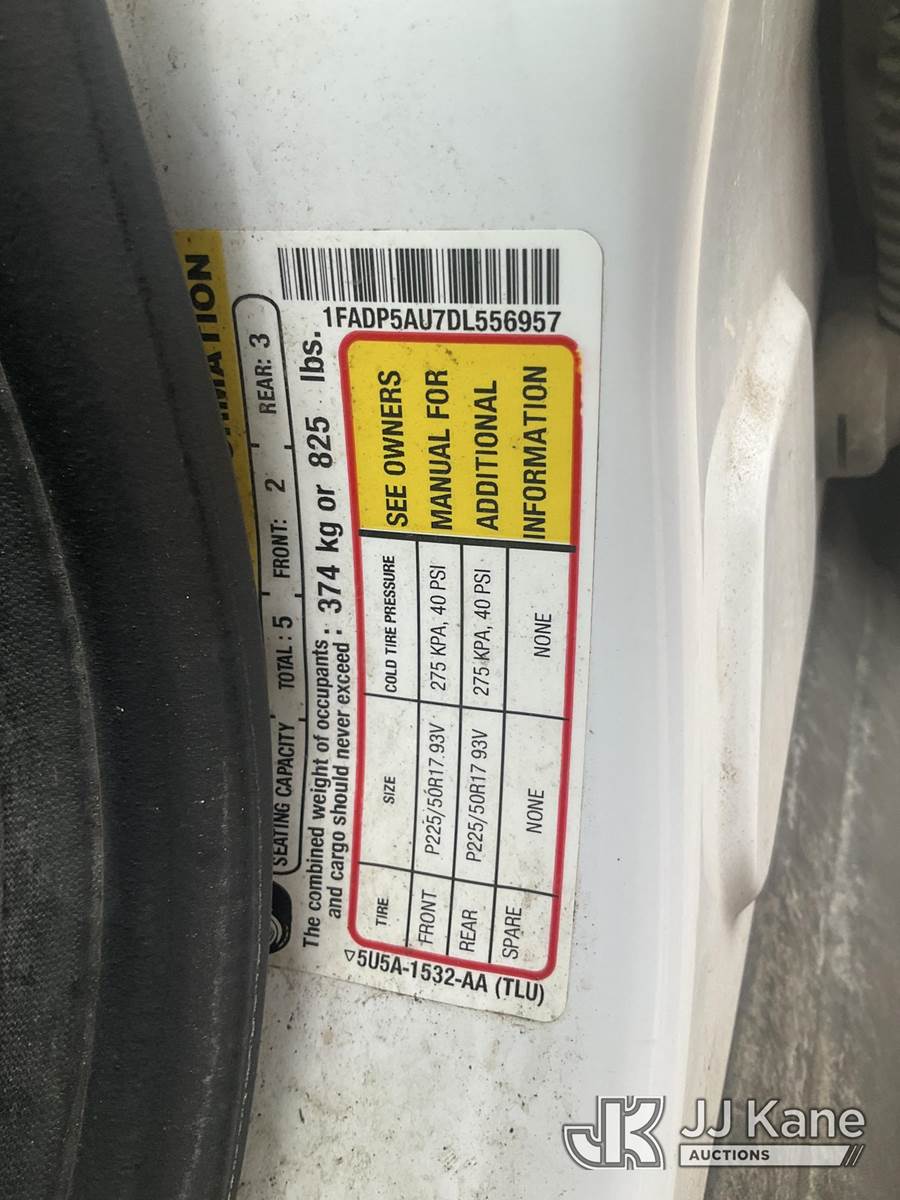 SEATING CAPACITY TOTAL : 5 FRONT: 2 REAR: 3
The combined weight of occupants : 374 kg or 825 lbs.
and cargo should never exceed :
TIRE SIZE COLD TIRE PRESSURE SEE OWNERS
FRONT P225/50R17 93V 275 KPA, 40 PSI MANUAL FOR
REAR P225/50R17 93V 275 KPA, 40 PSI ADDITIONAL
SPARE NONE NONE INFORMATION
5U5A-1532-AA (TLU)
1FADP5AU7DL556957
JK JJ Kane
AUCTIONS